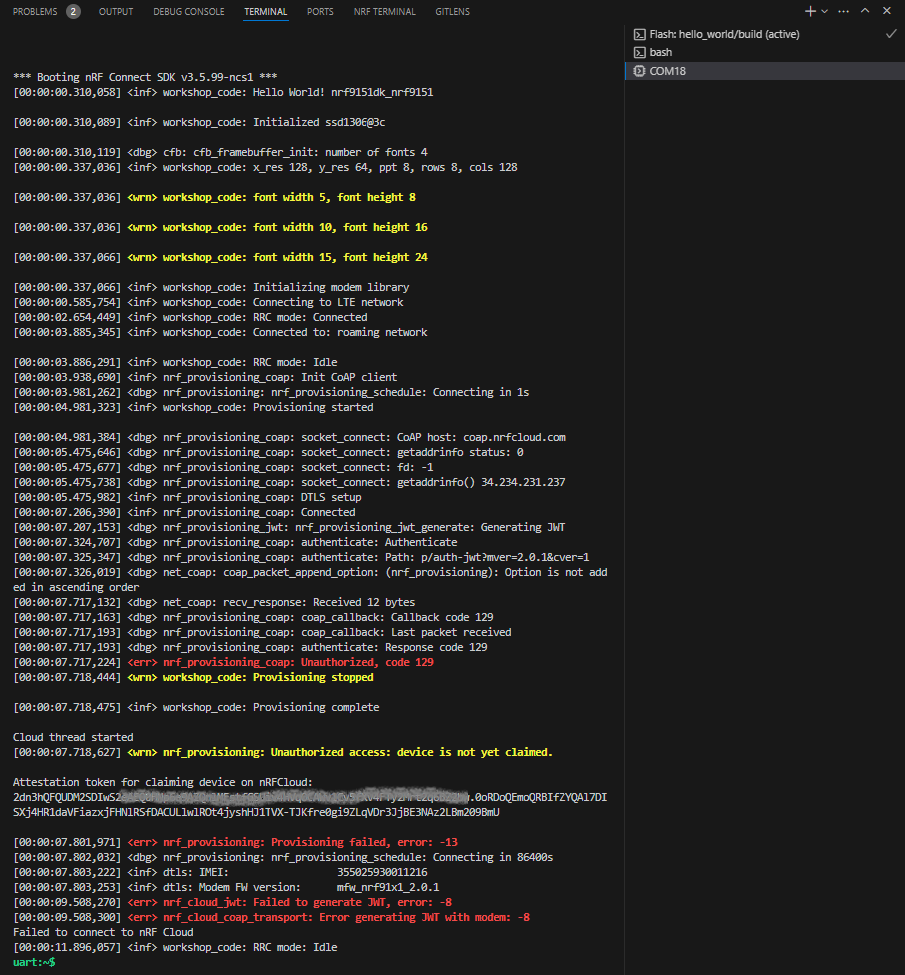 PROBLEMS 2 OUTPUT DEBUG CONSOLE TERMINAL PORTS NRF TERMINAL GITLENS
Flash: hello_world/build (active)
bash
COM18
*** Booting nRF Connect SDK v3.5.99-ncs1 ***
[00:00:00.310,058] <inf> workshop_code: Hello World! nrf9151dk_nrf9151
[00:00:00.310,089] <inf> workshop_code: Initialized ssd1306@3c
[00:00:00.310,119] <dbg> cfb: cfb_framebuffer_init: number of fonts 4
[00:00:00.337,036] <inf> workshop_code: x_res 128, y_res 64, ppt 8, rows 8, cols 128
[00:00:00.337,036] <wrn> workshop_code: font width 5, font height 8
[00:00:00.337,036] <wrn> workshop_code: font width 10, font height 16
[00:00:00.337,066] <wrn> workshop_code: font width 15, font height 24
[00:00:00.337,066] <inf> workshop_code: Initializing modem library
[00:00:00.585,754] <inf> workshop_code: Connecting to LTE network
[00:00:02.654,449] <inf> workshop_code: RRC mode: Connected
[00:00:03.885,345] <inf> workshop_code: Connected to: roaming network
[00:00:03.886,291] <inf> workshop_code: RRC mode: Idle
[00:00:03.938,690] <inf> nrf_provisioning_coap: Init CoAP client
[00:00:03.981,262] <dbg> nrf_provisioning: nrf_provisioning_schedule: Connecting in 1s
[00:00:04.981,323] <inf> workshop_code: Provisioning started
[00:00:04.981,384] <dbg> nrf_provisioning_coap: socket_connect: CoAP host: coap.nrfcloud.com
[00:00:05.475,646] <dbg> nrf_provisioning_coap: socket_connect: getaddrinfo status: 0
[00:00:05.475,677] <dbg> nrf_provisioning_coap: socket_connect: fd: -1
[00:00:05.475,738] <dbg> nrf_provisioning_coap: socket_connect: getaddrinfo() 34.234.231.237
[00:00:05.475,982] <inf> nrf_provisioning_coap: DTLS setup
[00:00:07.206,390] <inf> nrf_provisioning_coap: Connected
[00:00:07.207,153] <dbg> nrf_provisioning_jwt: nrf_provisioning_jwt_generate: Generating JWT
[00:00:07.324,707] <dbg> nrf_provisioning_coap: authenticate: Authenticate
[00:00:07.325,347] <dbg> nrf_provisioning_coap: authenticate: Path: p/auth-jwt?mver=2.0.1&cver=1
[00:00:07.326,019] <dbg> net_coap: coap_packet_append_option: (nrf_provisioning): Option is not add
ed in ascending order
[00:00:07.717,132] <dbg> net_coap: recv_response: Received 12 bytes
[00:00:07.717,163] <dbg> nrf_provisioning_coap: coap_callback: Callback code 129
[00:00:07.717,193] <dbg> nrf_provisioning_coap: coap_callback: Last packet received
[00:00:07.717,193] <dbg> nrf_provisioning_coap: authenticate: Response code 129
[00:00:07.717,224] <err> nrf_provisioning_coap: Unauthorized, code 129
[00:00:07.718,444] <wrn> workshop_code: Provisioning stopped
[00:00:07.718,475] <inf> workshop_code: Provisioning complete
Cloud thread started
[00:00:07.718,627] <wrn> nrf_provisioning: Unauthorized access: device is not yet claimed.
Attestation token for claiming device on nRFCloud:
2dn3hQFQUDM2SDIwS2 .0oRDoQEmoQRBIfZYQAl7DI
SXj4HR1daVFiazxjFHNlRSfDACULlwlROt4jyshHJ1TVX-TJKfre0gi9ZLqVDr3JjBE3NAz2LBm209BmU
[00:00:07.801,971] <err> nrf_provisioning: Provisioning failed, error: -13
[00:00:07.802,032] <dbg> nrf_provisioning: nrf_provisioning_schedule: Connecting in 86400s
[00:00:07.803,222] <inf> dtls: IMEI: 355025930011216
[00:00:07.803,253] <inf> dtls: Modem FW version: mfw_nrf91x1_2.0.1
[00:00:09.508,270] <err> nrf_cloud_jwt: Failed to generate JWT, error: -8
[00:00:09.508,300] <err> nrf_cloud_coap_transport: Error generating JWT with modem: -8
Failed to connect to nRF Cloud
[00:00:11.896,057] <inf> workshop_code: RRC mode: Idle
uart:~$